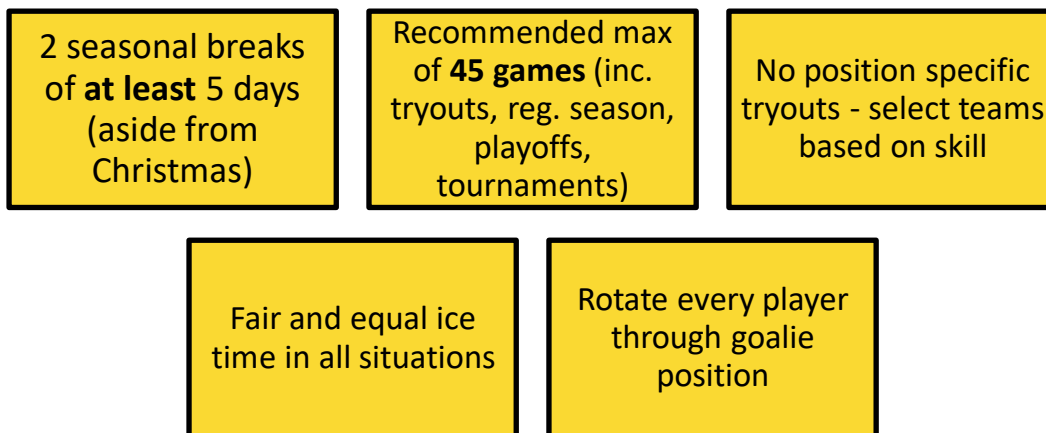 2 seasonal breaks
of at least 5 days
(aside from
Christmas)
Recommended max
of 45 games (inc.
tryouts, reg. season,
playoffs,
tournaments)
No position specific
tryouts - select teams
based on skill
Fair and equal ice
time in all situations
Rotate every player
through goalie
position